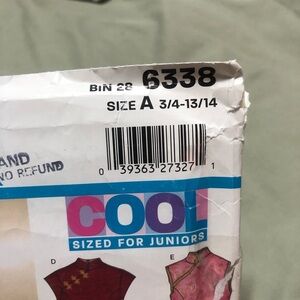 BIN 28 6338
SIZE A 3/4-13/14
AND
NO REFUND
0 39363 27327 1
COOL
SIZED FOR JUNIORS
D E